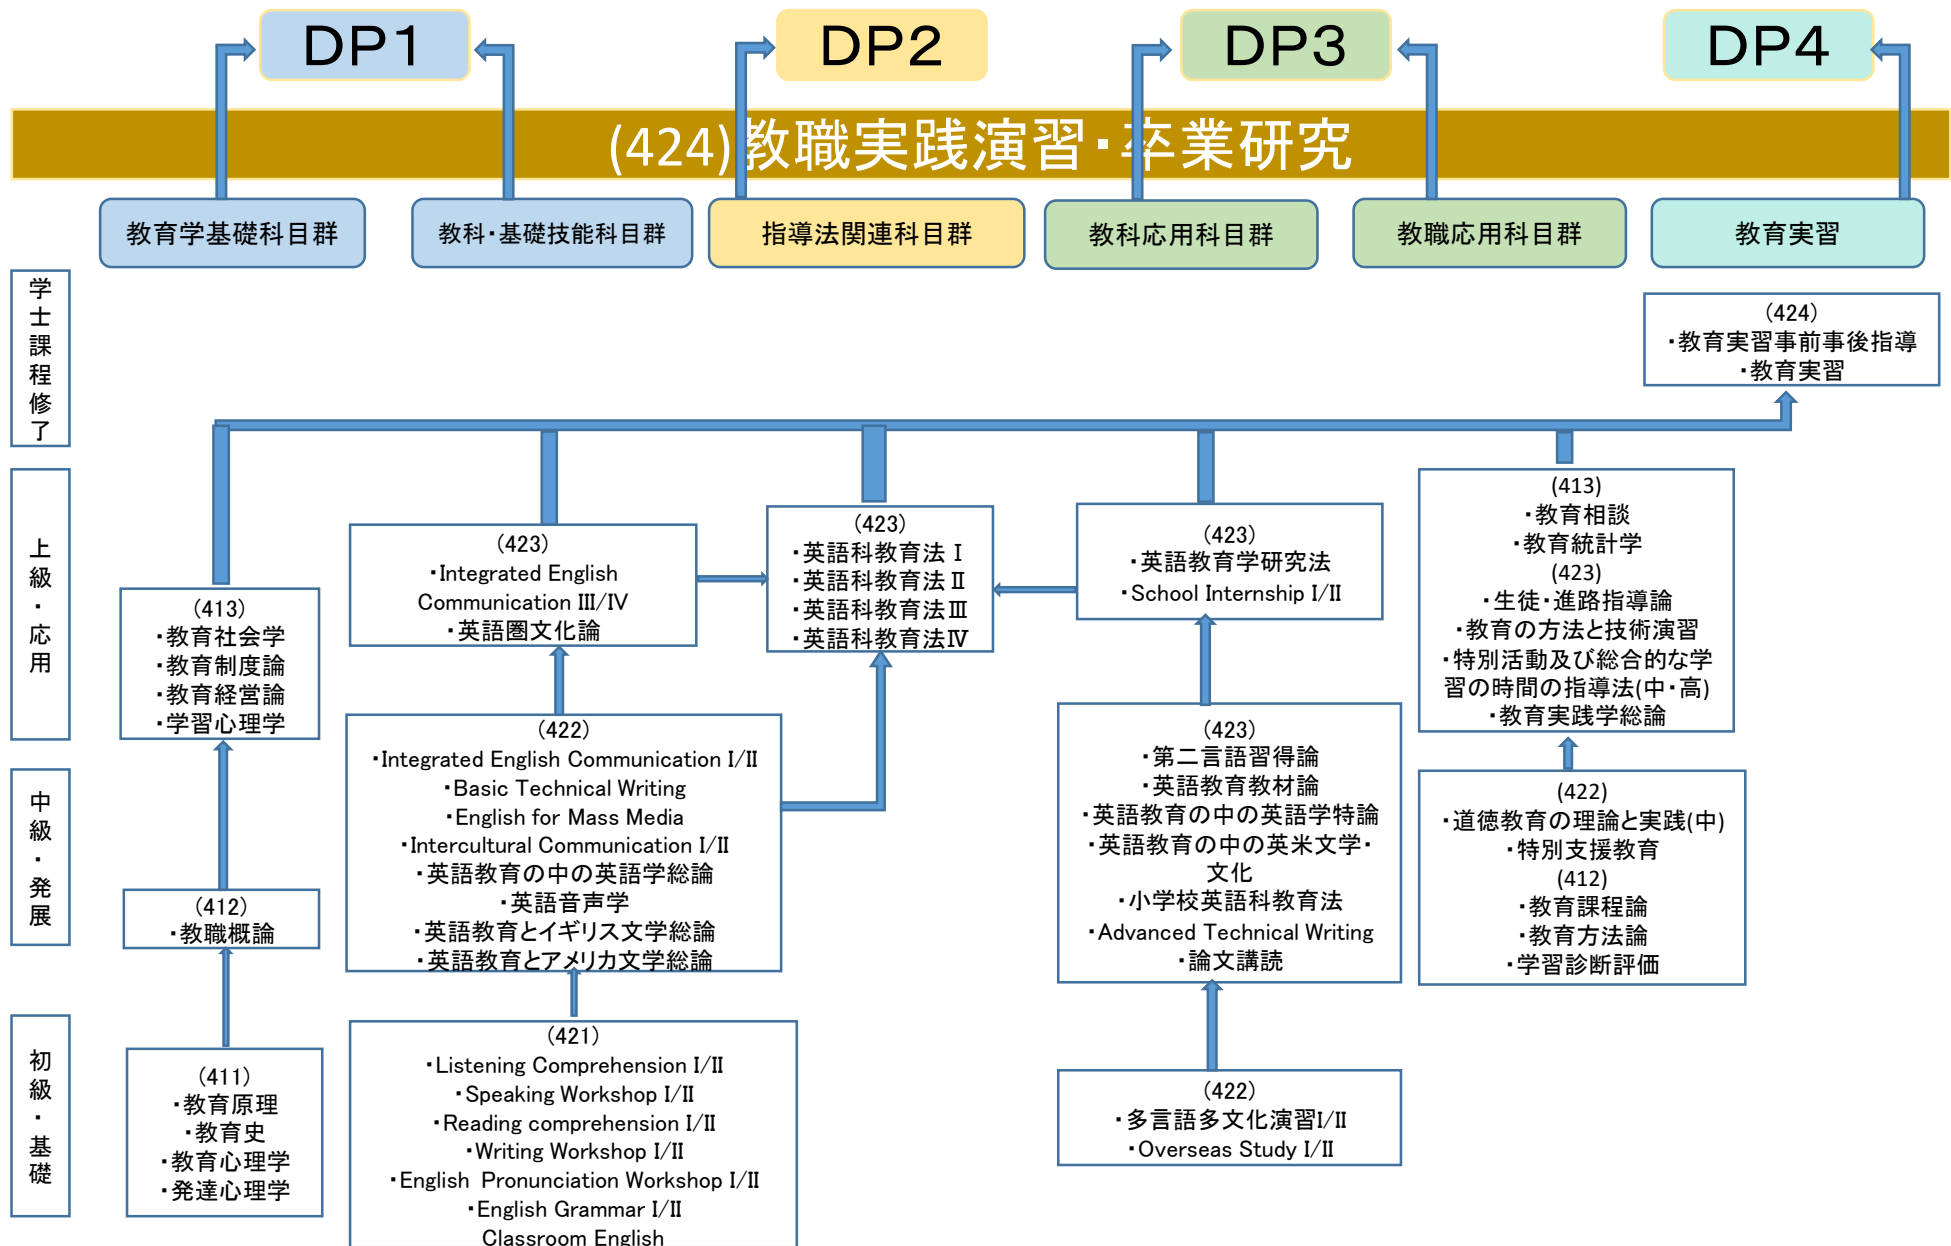 DP1
DP2
DP3
DP4
(424)教職実践演習・卒業研究
教育学基礎科目群
教科・基礎技能科目群
指導法関連科目群
教科応用科目群
教職応用科目群
教育実習
学士課程修了
(424)
・教育実習事前事後指導
・教育実習
上級・応用
(413)
・教育社会学
・教育制度論
・教育経営論
・学習心理学
(423)
・Integrated English
Communication III/IV
・英語圏文化論
(423)
・英語科教育法Ⅰ
・英語科教育法Ⅱ
・英語科教育法Ⅲ
・英語科教育法Ⅳ
(423)
・英語教育学研究法
・School Internship I/II
(413)
・教育相談
・教育統計学
(423)
・生徒・進路指導論
・教育の方法と技術演習
・特別活動及び総合的な学
習の時間の指導法(中・高)
・教育実践学総論
中級・発展
(412)
・教職概論
(422)
・Integrated English Communication I/II
・Basic Technical Writing
・English for Mass Media
・Intercultural Communication I/II
・英語教育の中の英語学総論
・英語音声学
・英語教育とイギリス文学総論
・英語教育とアメリカ文学総論
(423)
・第二言語習得論
・英語教育教材論
・英語教育の中の英語学特論
・英語教育の中の英米文学・
文化
・小学校英語科教育法
・Advanced Technical Writing
・論文講読
(422)
・道徳教育の理論と実践(中)
・特別支援教育
(412)
・教育課程論
・教育方法論
・学習診断評価
初級・基礎
(411)
・教育原理
・教育史
・教育心理学
・発達心理学
(421)
・Listening Comprehension I/II
・Speaking Workshop I/II
・Reading comprehension I/II
・Writing Workshop I/II
・English Pronunciation Workshop I/II
・English Grammar I/II
Classroom English
(422)
・多言語多文化演習I/II
・Overseas Study I/II